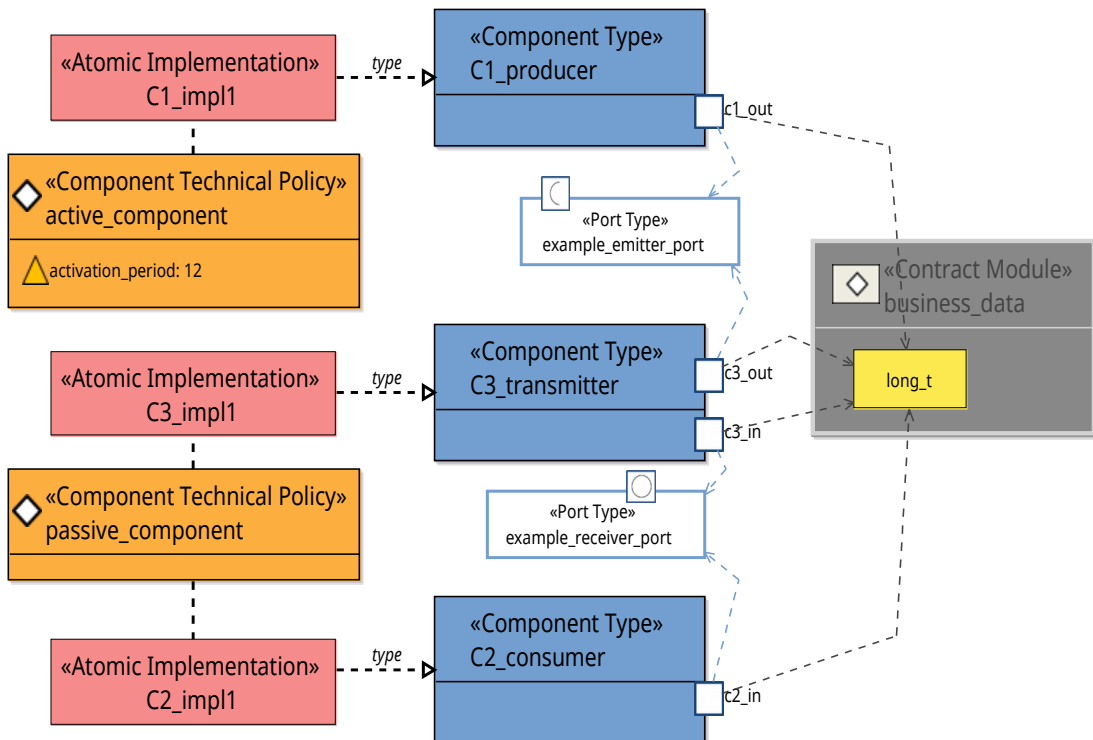 «Atomic Implementation»
C1_impl1
type
«Component Type»
C1_producer
c1_out
«Component Technical Policy»
active_component
activation_period: 12
«Port Type»
example_emitter_port
«Contract Module»
business_data
long_t
«Atomic Implementation»
C3_impl1
type
«Component Type»
C3_transmitter
c3_out
c3_in
«Component Technical Policy»
passive_component
«Port Type»
example_receiver_port
«Atomic Implementation»
C2_impl1
type
«Component Type»
C2_consumer
c2_in